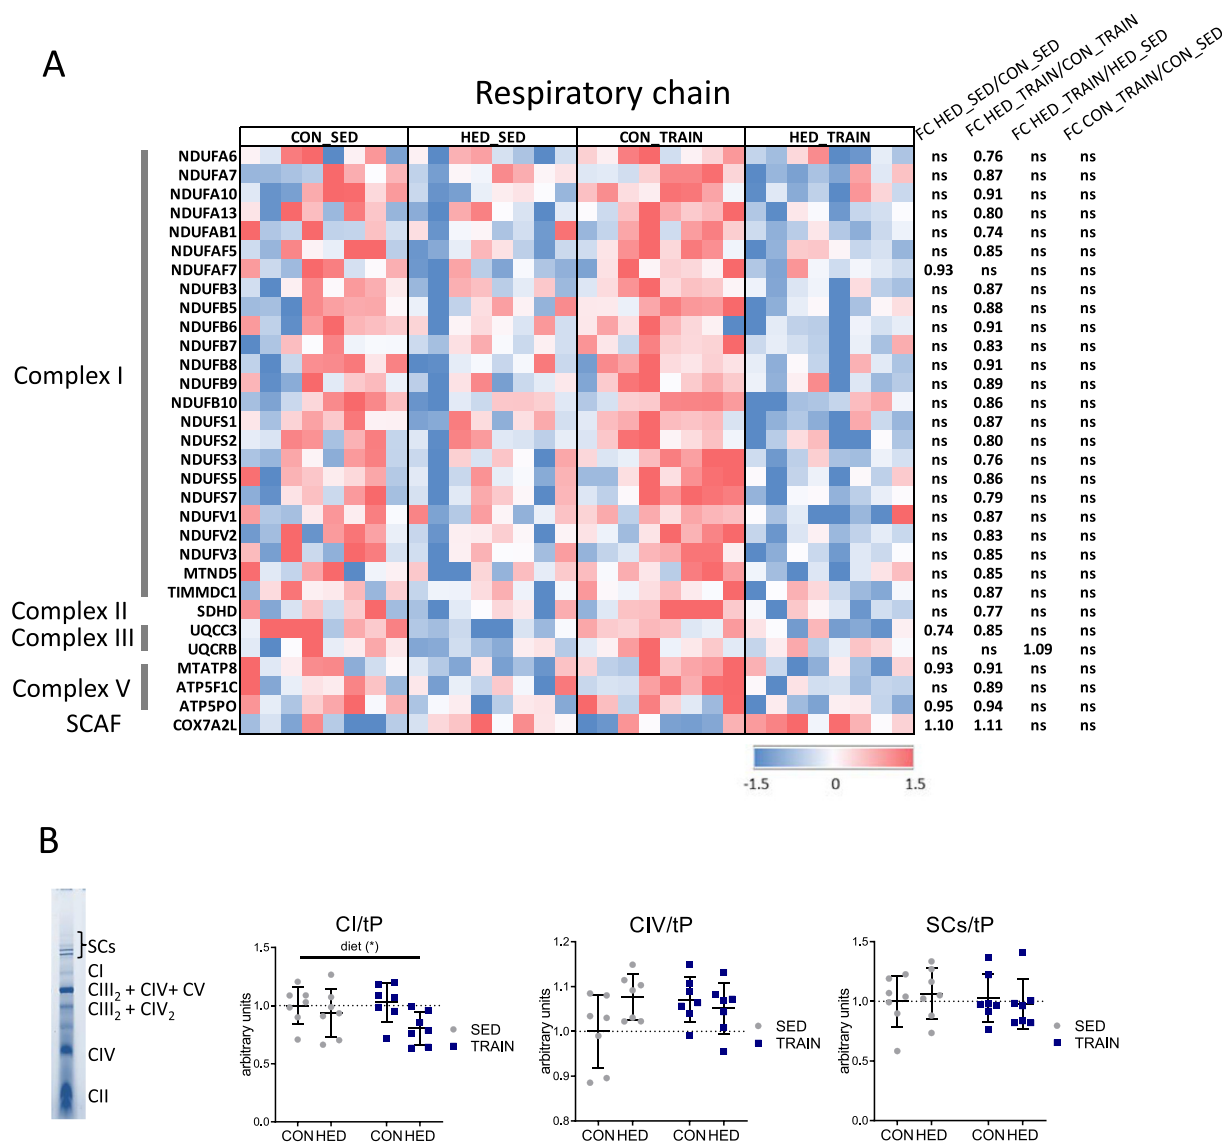 A
Respiratory chain
FC HED_SED/CON_SED
FC HED_TRAIN/CON_TRAIN
FC HED_TRAIN/HED_SED
FC CON_TRAIN/CON_SED
CON_SED HED_SED CON_TRAIN HED_TRAIN
NDUFA6 ns 0.76 ns ns
NDUFA7 ns 0.87 ns ns
NDUFA10 ns 0.91 ns ns
NDUFA13 ns 0.80 ns ns
NDUFAB1 ns 0.74 ns ns
NDUFAF5 ns 0.85 ns ns
NDUFAF7 0.93 ns ns ns
NDUFB3 ns 0.87 ns ns
NDUFB5 ns 0.88 ns ns
NDUFB6 ns 0.91 ns ns
NDUFB7 ns 0.83 ns ns
Complex I
NDUFB8 ns 0.91 ns ns
NDUFB9 ns 0.89 ns ns
NDUFB10 ns 0.86 ns ns
NDUFS1 ns 0.87 ns ns
NDUFS2 ns 0.80 ns ns
NDUFS3 ns 0.76 ns ns
NDUFS5 ns 0.86 ns ns
NDUFS7 ns 0.79 ns ns
NDUFV1 ns 0.87 ns ns
NDUFV2 ns 0.83 ns ns
NDUFV3 ns 0.85 ns ns
MTND5 ns 0.85 ns ns
TIMMDC1 ns 0.87 ns ns
Complex II SDHD ns 0.77 ns ns
Complex III UQCC3 0.74 0.85 ns ns
UQCRB ns ns 1.09 ns
MTATP8 0.93 0.91 ns ns
Complex V ATP5F1C ns 0.89 ns ns
ATP5PO 0.95 0.94 ns ns
SCAF COX7A2L 1.10 1.11 ns ns
-1.5 0 1.5
B
SCs
CI
CIII2 + CIV+ CV
CIII2 + CIV2
CIV
CII
CI/tP
diet (*)
arbitrary units
1.5
1.0
0.5
0.0
CON HED CON HED
SED
TRAIN
CIV/tP
arbitrary units
1.2
1.1
1.0
0.9
0.8
CON HED CON HED
SED
TRAIN
SCs/tP
arbitrary units
1.5
1.0
0.5
0.0
CON HED CON HED
SED
TRAIN